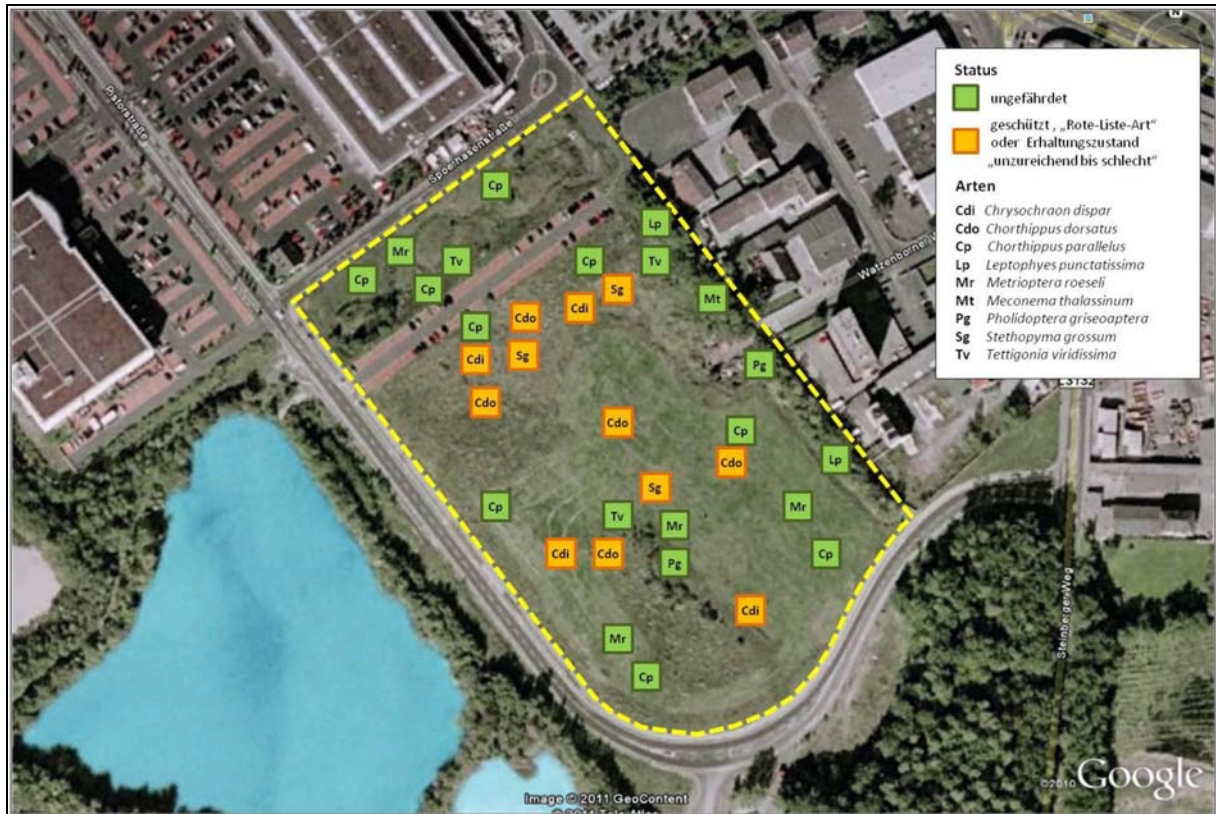 Status
ungefährdet
geschützt , „Rote-Liste-Art“
oder Erhaltungszustand
„unzureichend bis schlecht“
Arten
Cdi Chrysochraon dispar
Cdo Chorthippus dorsatus
Cp Chorthippus parallelus
Lp Leptophyes punctatissima
Mr Metrioptera roeseli
Mt Meconema thalassinum
Pg Pholidoptera griseoaptera
Sg Stethopyma grossum
Tv Tettigonia viridissima
Spoernasenstraße
Cp
Lp
Mr
Tv
Cp
Tv
Watzenborner
Cp
Cp
Sg
Mt
Cdi
Cdo
Cp
Cdi
Sg
Pg
Cdo
Cdo
Cp
Cdo
Lp
Sg
Cp
Tv
Mr
Mr
Cdi
Cdo
Pg
Cp
Cdi
Mr
Cp
Steinberger Weg
Image © 2011 GeoContent
© 2011 Tele Atlas
©2010 Google